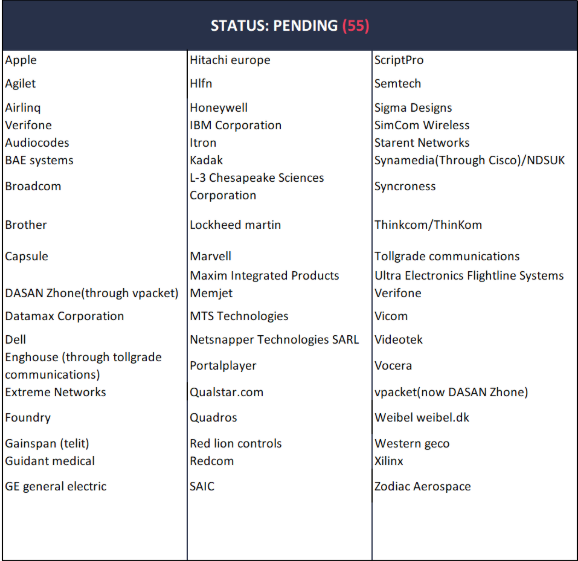 STATUS: PENDING (55)
Apple
Agilet
Airlinq
Verifone
Audiocodes
BAE systems
Broadcom
Brother
Capsule
DASAN Zhone(through vpacket)
Datamax Corporation
Dell
Enghouse (through tollgrade
communications)
Extreme Networks
Foundry
Gainspan (telit)
Guidant medical
GE general electric
Hitachi europe
Hlfn
Honeywell
IBM Corporation
Itron
Kadak
L-3 Chesapeake Sciences
Corporation
Lockheed martin
Marvell
Maxim Integrated Products
Memjet
MTS Technologies
Netsnapper Technologies SARL
Portalplayer
Qualstar.com
Quadros
Red lion controls
Redcom
SAIC
ScriptPro
Semtech
Sigma Designs
SimCom Wireless
Starent Networks
Synamedia(Through Cisco)/NDSUK
Syncroness
Thinkcom/ThinKom
Tollgrade communications
Ultra Electronics Flightline Systems
Verifone
Vicom
Videotek
Vocera
vpacket(now DASAN Zhone)
Weibel weibel.dk
Western geco
Xilinx
Zodiac Aerospace